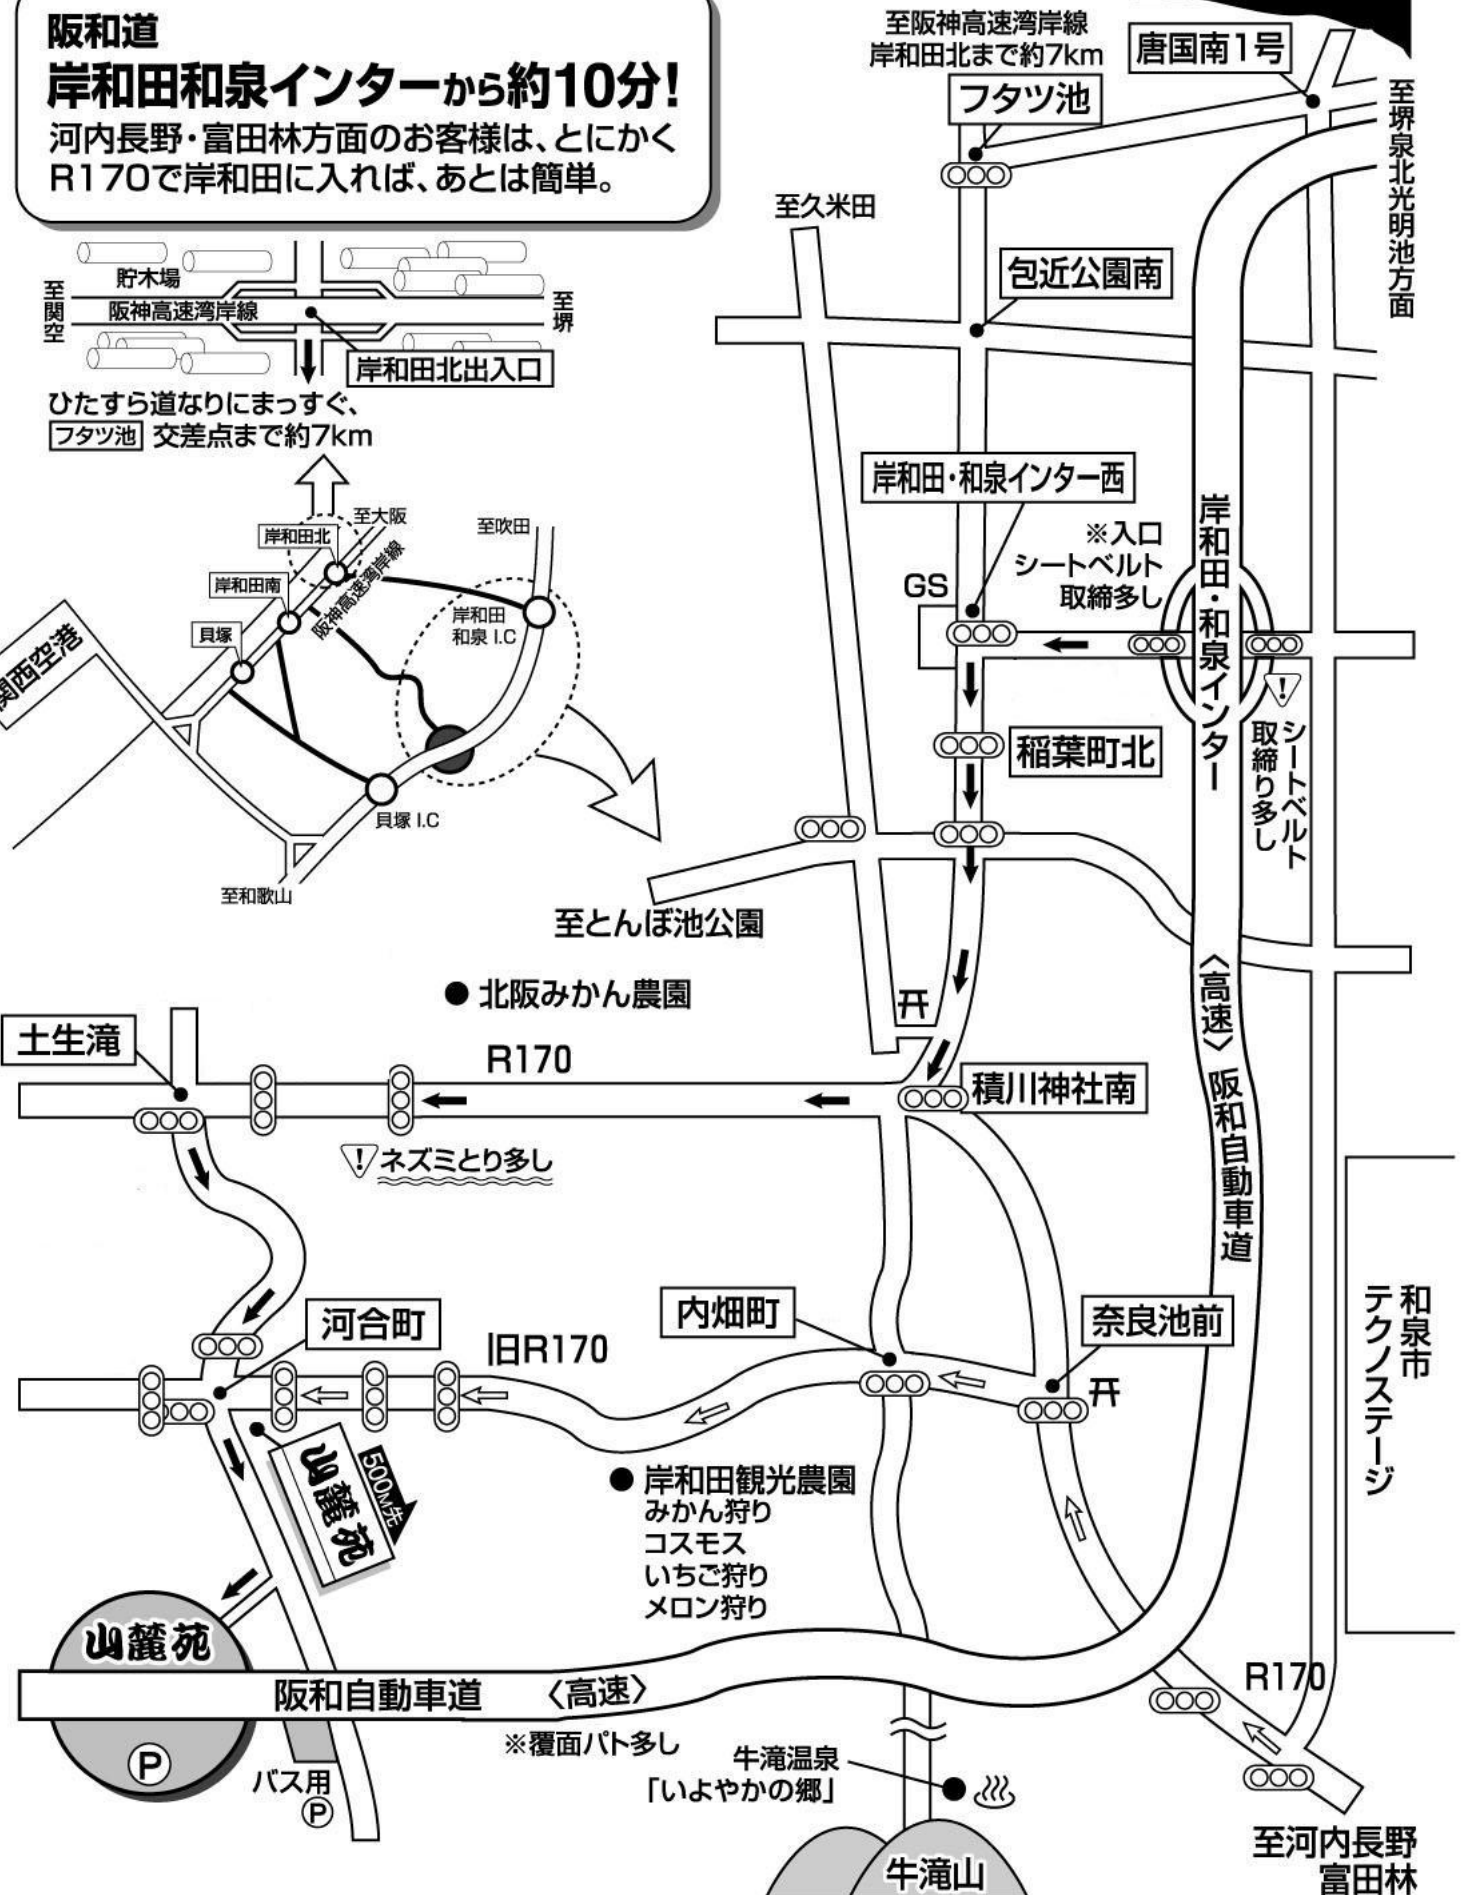 阪和道
岸和田和泉インターから約10分!
河内長野・富田林方面のお客様は、とにかく
R170で岸和田に入れば、あとは簡単。
至阪神高速湾岸線
岸和田北まで約7km
唐国南1号
フタツ池
至堺泉北光明池方面
至久米田
包近公園南
貯木場
至関空
阪神高速湾岸線
至堺
岸和田北出入口
ひたすら道なりにまっすぐ、
フタツ池 交差点まで約7km
岸和田・和泉インター西
※入口
シートベルト
取締多し
GS
岸和田・和泉インター
至大阪
岸和田北
至吹田
阪神高速湾岸線
岸和田南
岸和田
和泉 I.C
貝塚
関西空港
貝塚 I.C
至和歌山
稲葉町北
!
シートベルト
取締り多し
至とんぼ池公園
北阪みかん農園
〈高速〉阪和自動車道
土生滝
R170
積川神社南
! ネズミとり多し
河合町
旧R170
内畑町
奈良池前
和泉市
テクノステージ
山麓苑
500M先
岸和田観光農園
みかん狩り
コスモス
いちご狩り
メロン狩り
山麓苑
阪和自動車道 〈高速〉
R170
※覆面パト多し
P
バス用
P
牛滝温泉
「いよやかの郷」
牛滝山
至河内長野
富田林